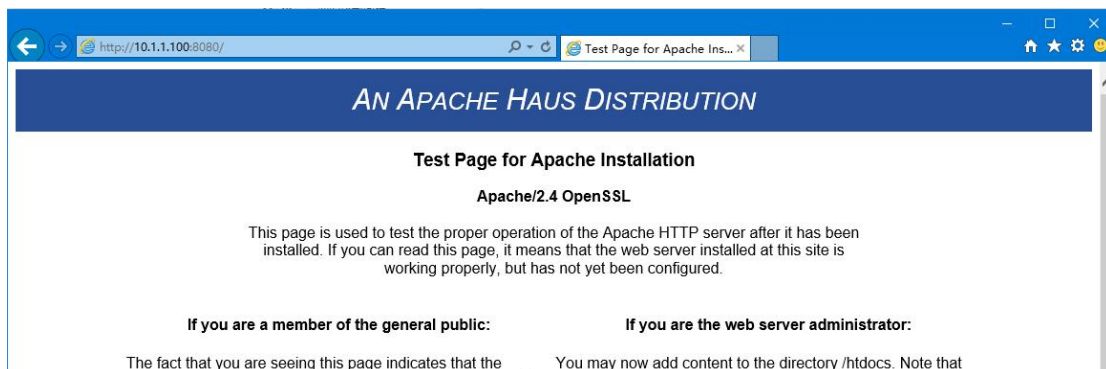 http://10.1.1.100:8080/
Test Page for Apache Ins...
AN APACHE HAUS DISTRIBUTION
Test Page for Apache Installation
Apache/2.4 OpenSSL
This page is used to test the proper operation of the Apache HTTP server after it has been
installed. If you can read this page, it means that the web server installed at this site is
working properly, but has not yet been configured.
If you are a member of the general public:
The fact that you are seeing this page indicates that the
If you are the web server administrator:
You may now add content to the directory /htdocs. Note that